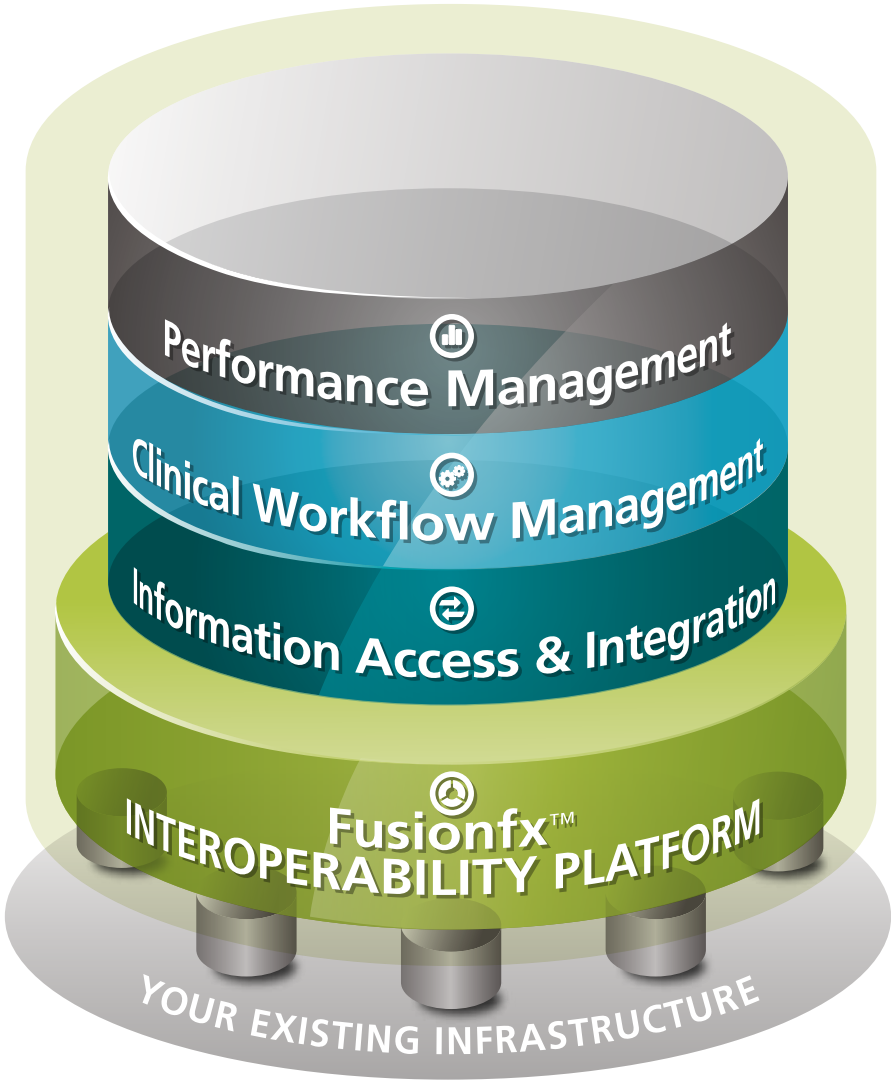 Performance Management
Clinical Workflow Management
Information Access & Integration
Fusionfx™
INTEROPERABILITY PLATFORM
YOUR EXISTING INFRASTRUCTURE